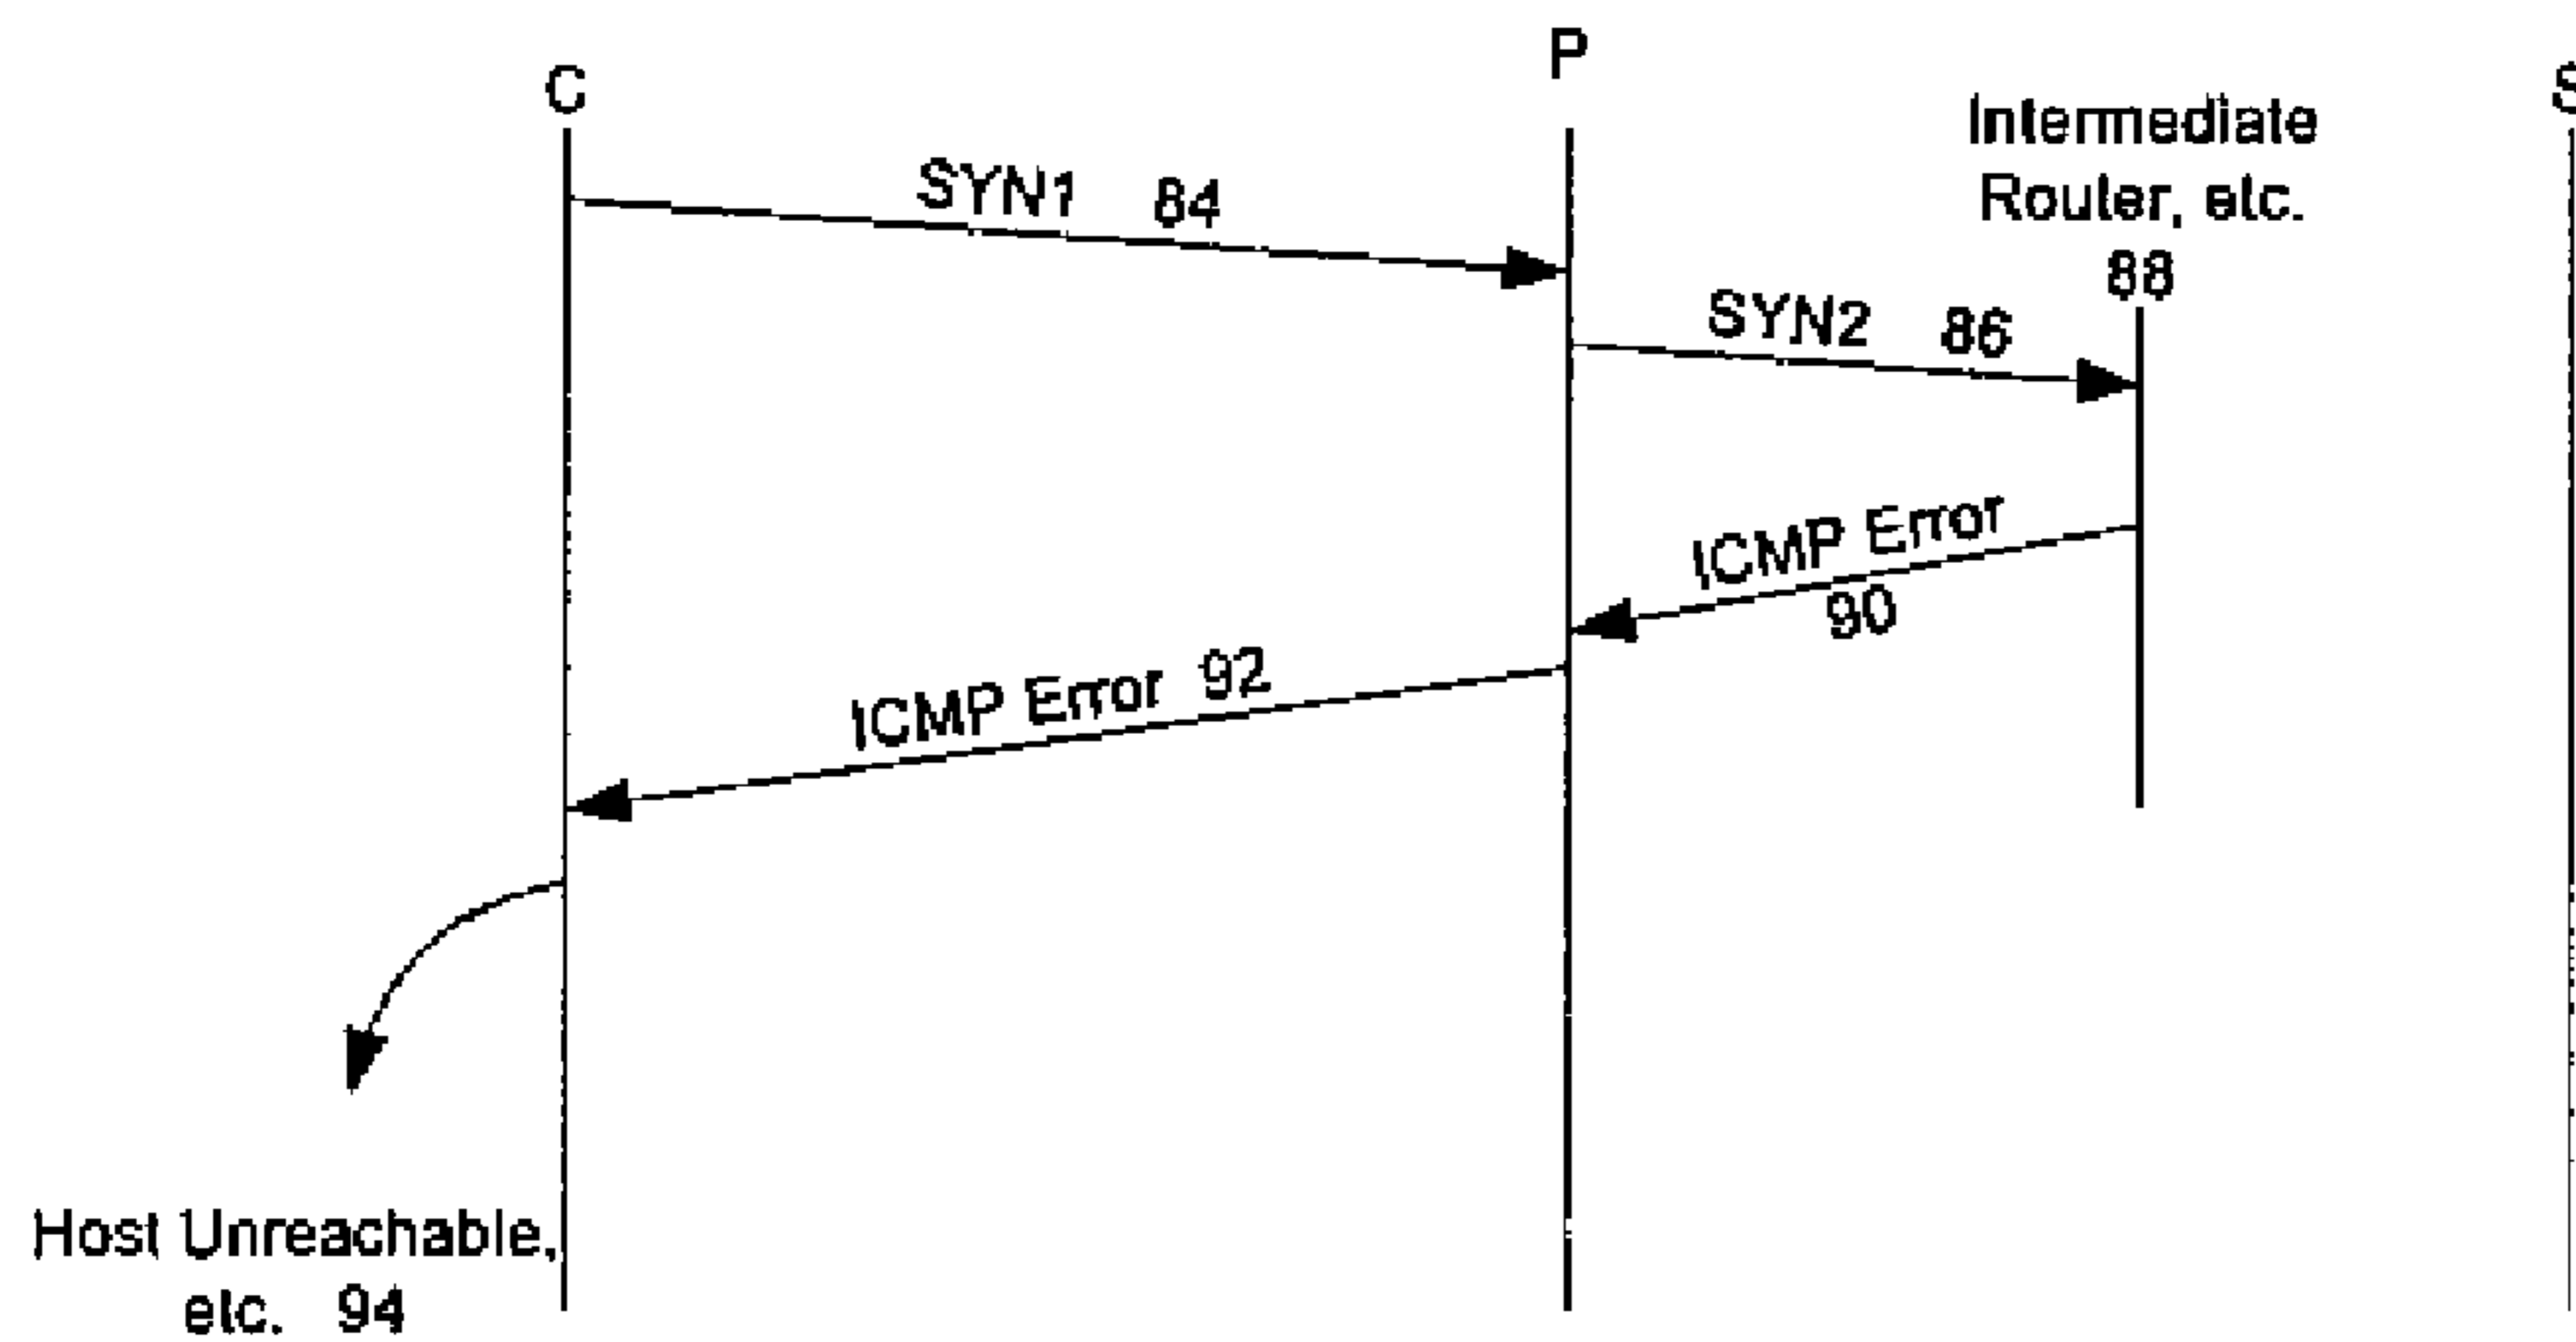 P
C
S
Intermediate
Router, etc.
88
SYN1 84
SYN2 86
ICMP Error
90
ICMP Error 92
Host Unreachable,
etc. 94